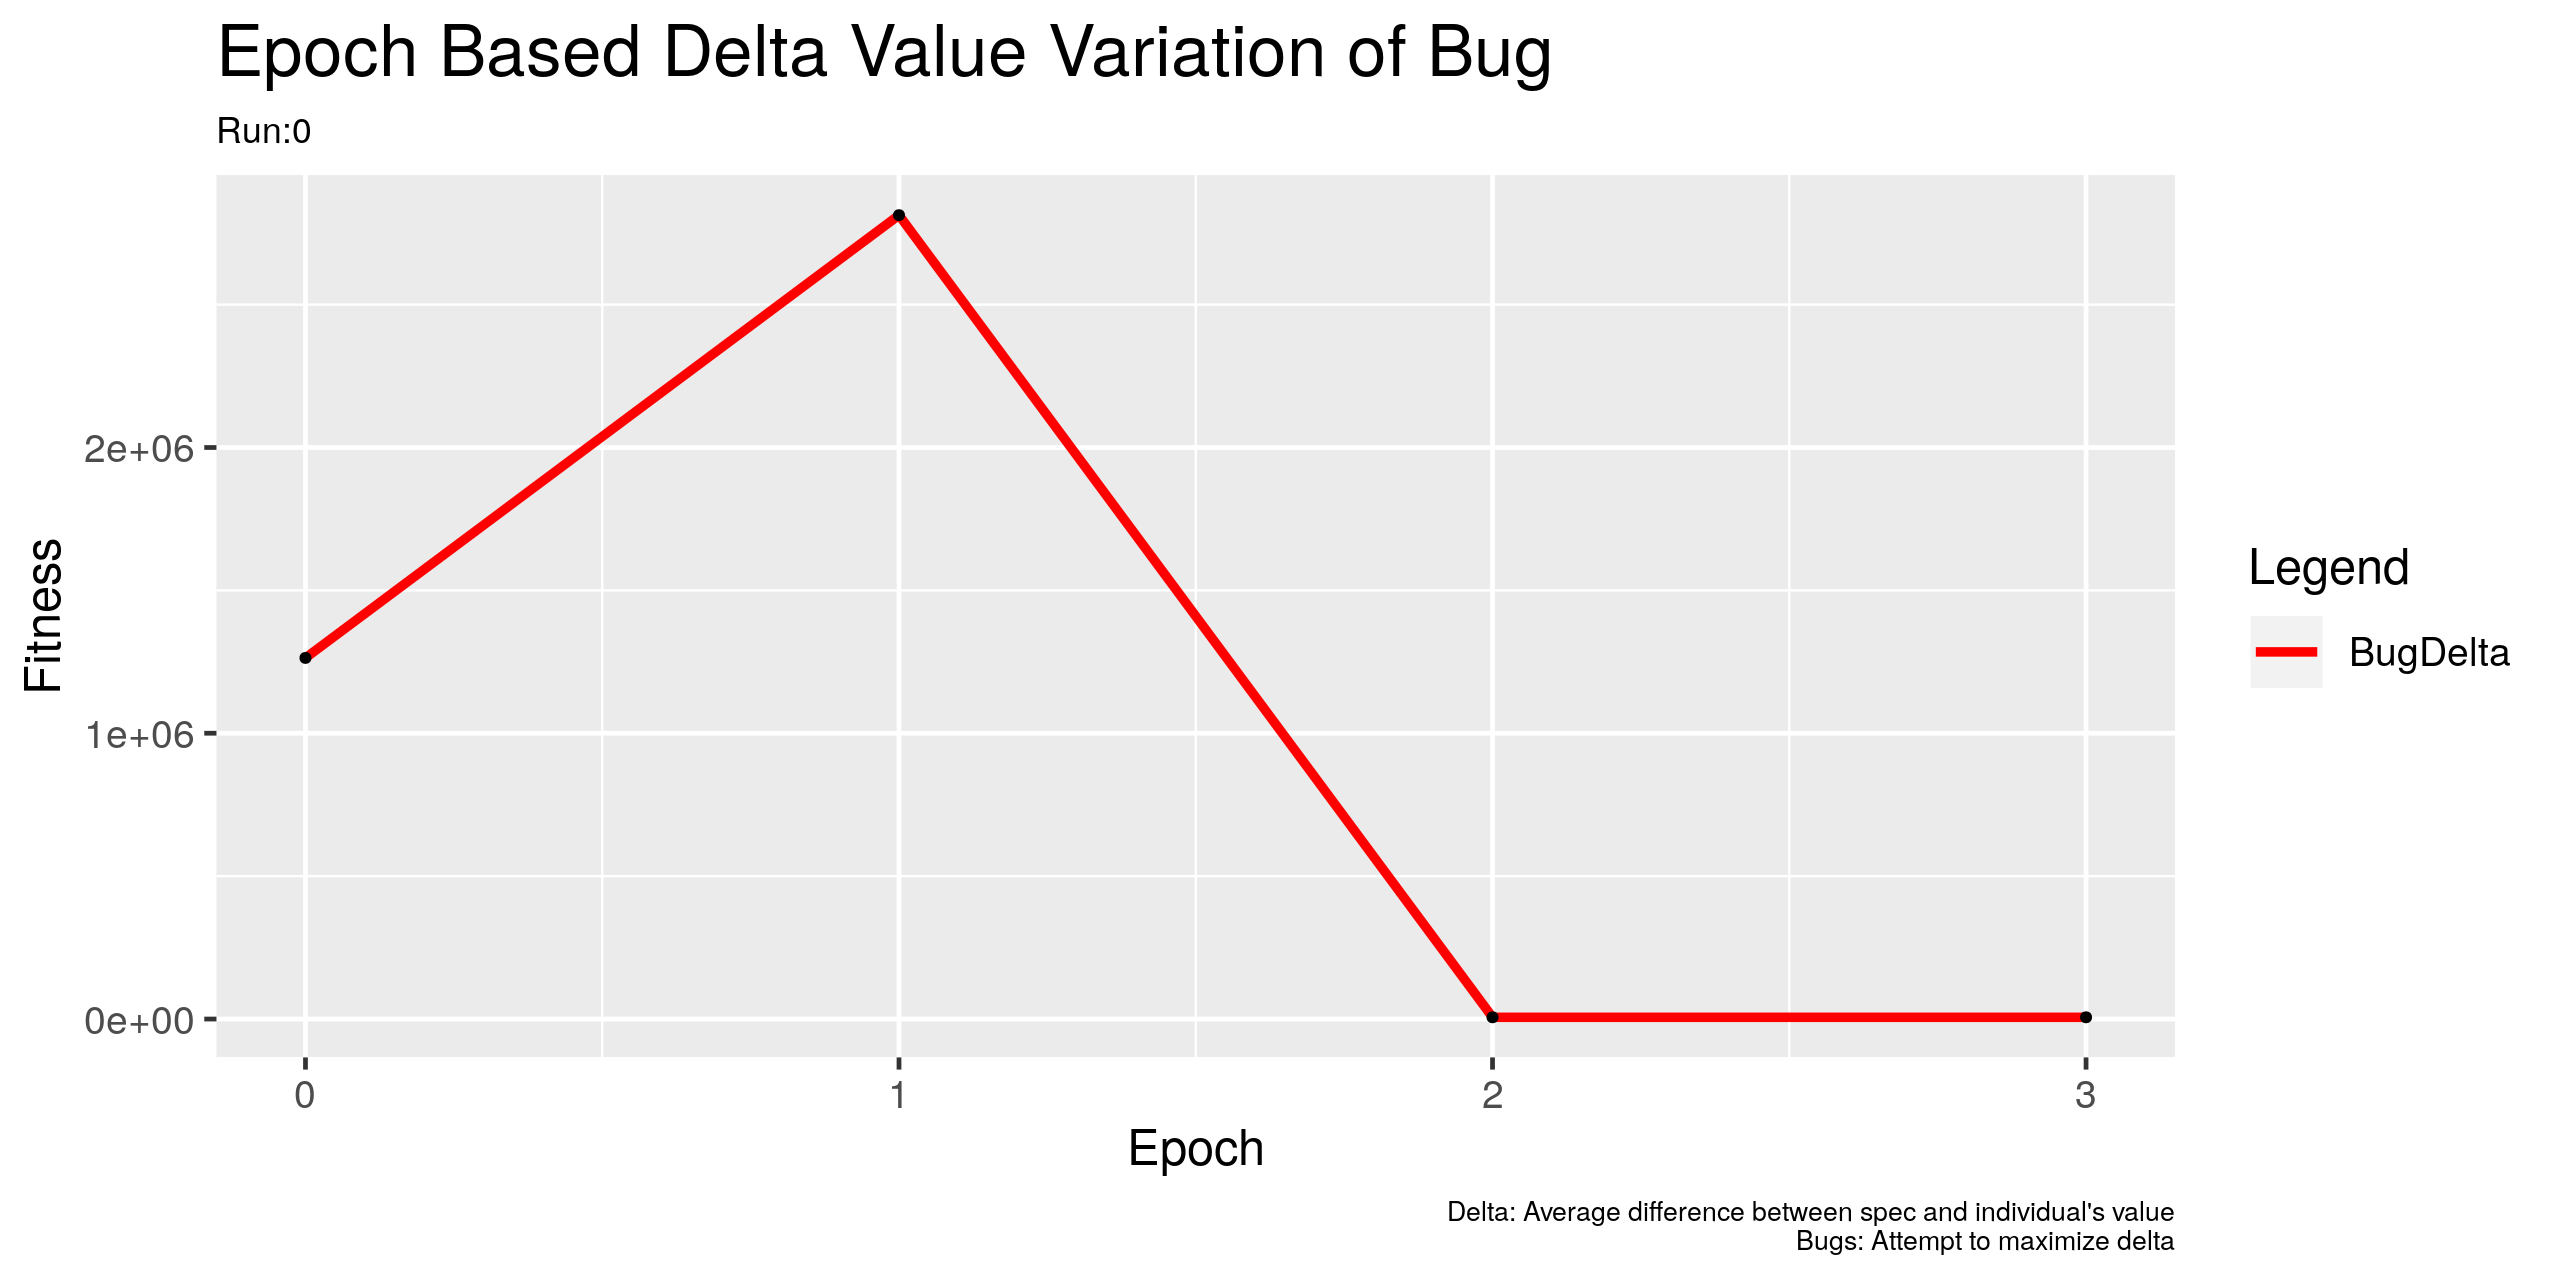 Epoch Based Delta Value Variation of Bug
Run:0
Fitness
2e+06
1e+06
0e+00
0
1
2
3
Epoch
Legend
BugDelta
Delta: Average difference between spec and individual's value
Bugs: Attempt to maximize delta